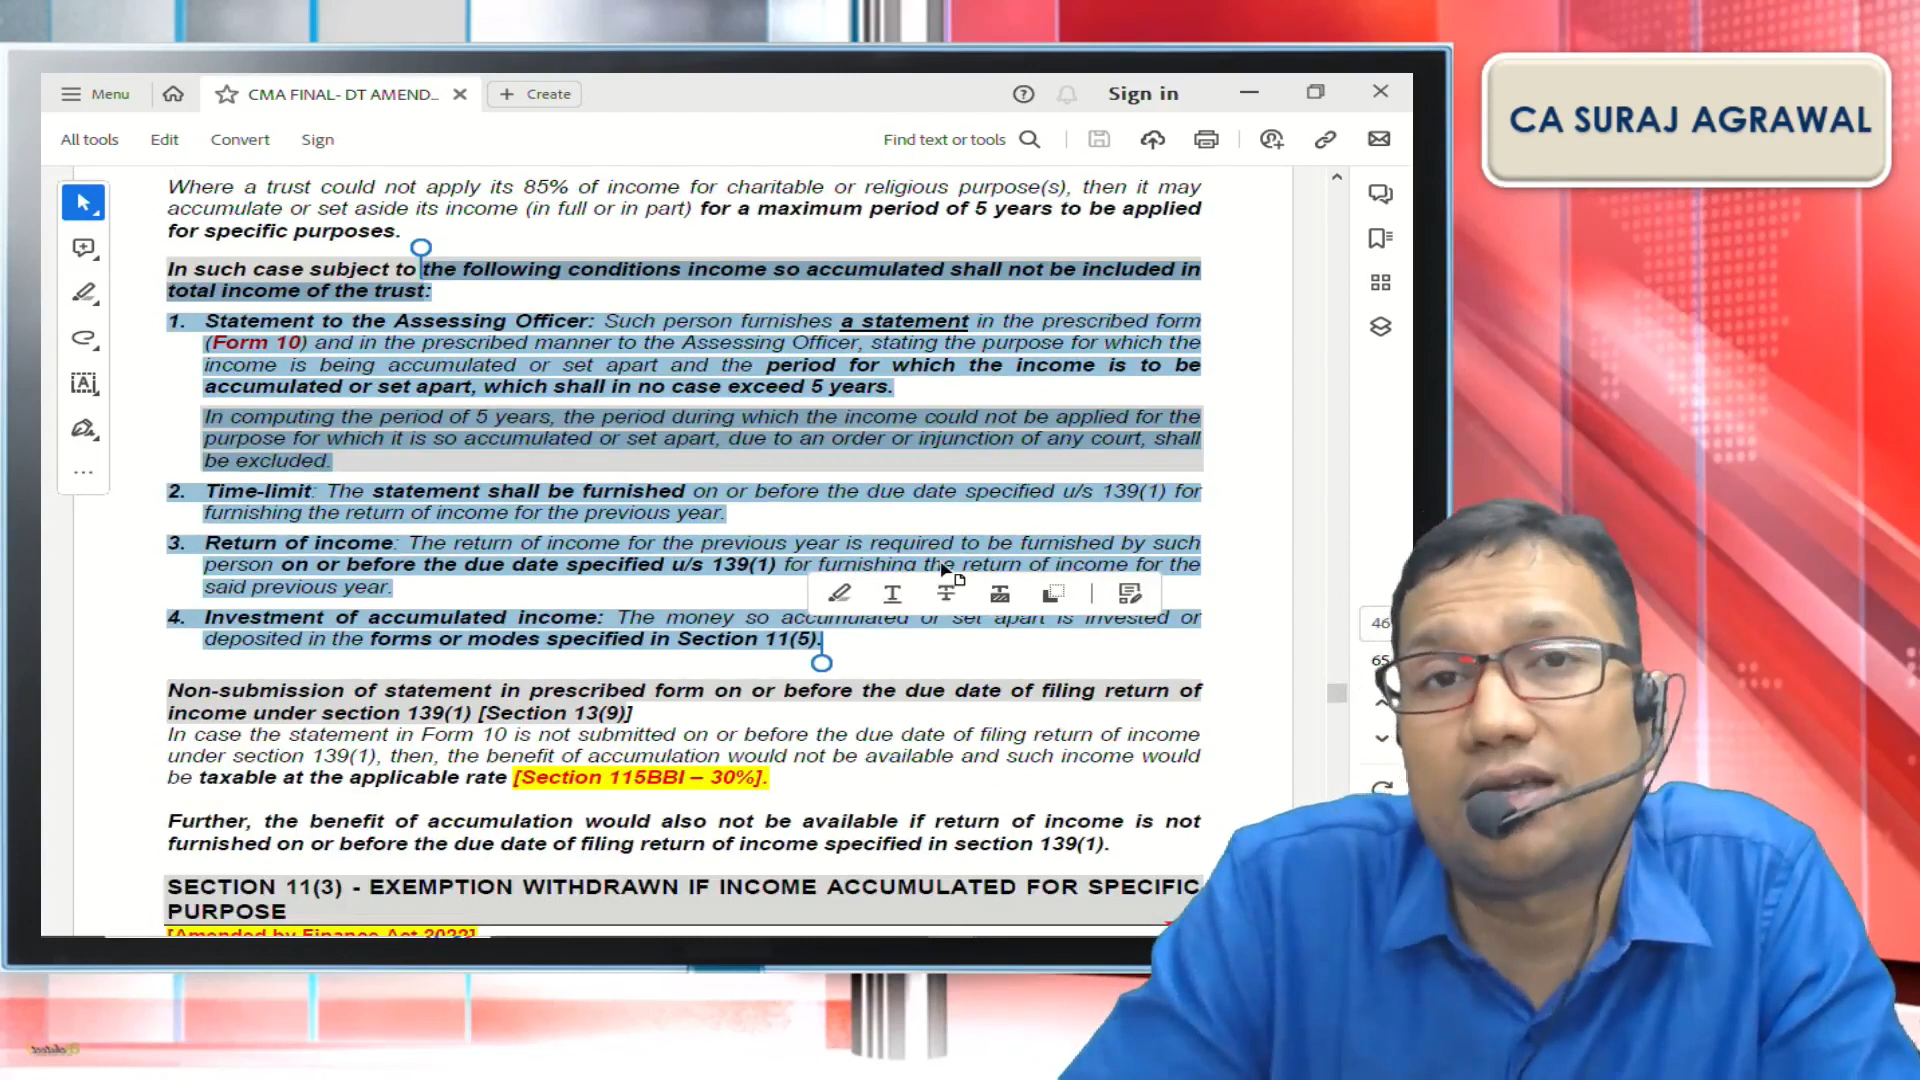 CA SURAJ AGRAWAL
Menu
CMA FINAL- DT AMEND...
Create
Sign in
All tools
Edit
Convert
Sign
Find text or tools
Where a trust could not apply its 85% of income for charitable or religious purpose(s), then it may
accumulate or set aside its income (in full or in part) for a maximum period of 5 years to be applied
for specific purposes.
In such case subject to the following conditions income so accumulated shall not be included in
total income of the trust:
1. Statement to the Assessing Officer: Such person furnishes a statement in the prescribed form
(Form 10) and in the prescribed manner to the Assessing Officer, stating the purpose for which the
income is being accumulated or set apart and the period for which the income is to be
accumulated or set apart, which shall in no case exceed 5 years.
In computing the period of 5 years, the period during which the income could not be applied for the
purpose for which it is so accumulated or set apart, due to an order or injunction of any court, shall
be excluded.
2. Time-limit: The statement shall be furnished on or before the due date specified u/s 139(1) for
furnishing the return of income for the previous year.
3. Return of income: The return of income for the previous year is required to be furnished by such
person on or before the due date specified u/s 139(1) for furnishing the return of income for the
said previous year.
4. Investment of accumulated income: The money so accumulated or set apart is invested or
deposited in the forms or modes specified in Section 11(5).
46
65
Non-submission of statement in prescribed form on or before the due date of filing return of
income under section 139(1) [Section 13(9)]
In case the statement in Form 10 is not submitted on or before the due date of filing return of income
under section 139(1), then, the benefit of accumulation would not be available and such income would
be taxable at the applicable rate [Section 115BBI – 30%].
Further, the benefit of accumulation would also not be available if return of income is not
furnished on or before the due date of filing return of income specified in section 139(1).
SECTION 11(3) - EXEMPTION WITHDRAWN IF INCOME ACCUMULATED FOR SPECIFIC
PURPOSE
[Amended by Finance Act 2022]